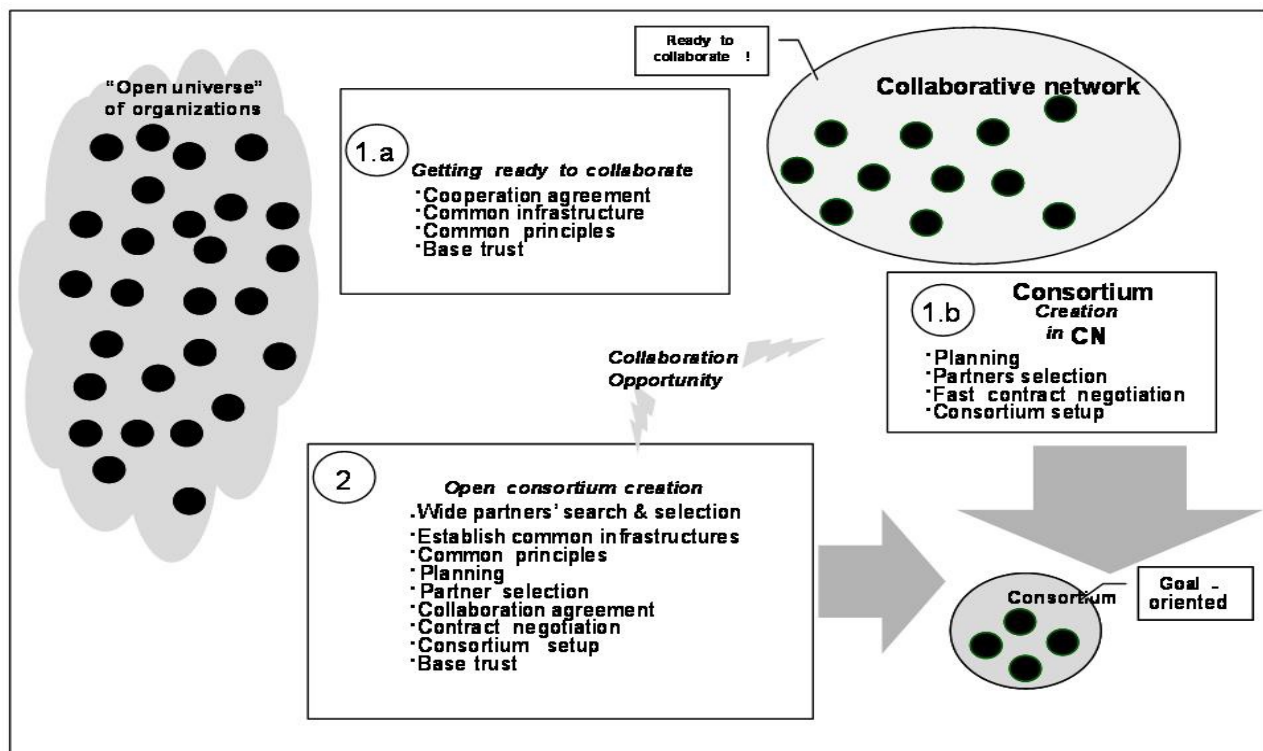 "Open universe"
of organizations
Ready to
collaborate !
Collaborative network
1.a
Getting ready to collaborate
·Cooperation agreement
·Common infrastructure
·Common principles
·Base trust
1.b
Consortium
Creation
in CN
·Planning
·Partners selection
·Fast contract negotiation
·Consortium setup
Collaboration
Opportunity
2
Open consortium creation
.Wide partners' search & selection
·Establish common infrastructures
·Common principles
·Planning
·Partner selection
·Collaboration agreement
·Contract negotiation
·Consortium setup
·Base trust
Consortium
Goal -
oriented